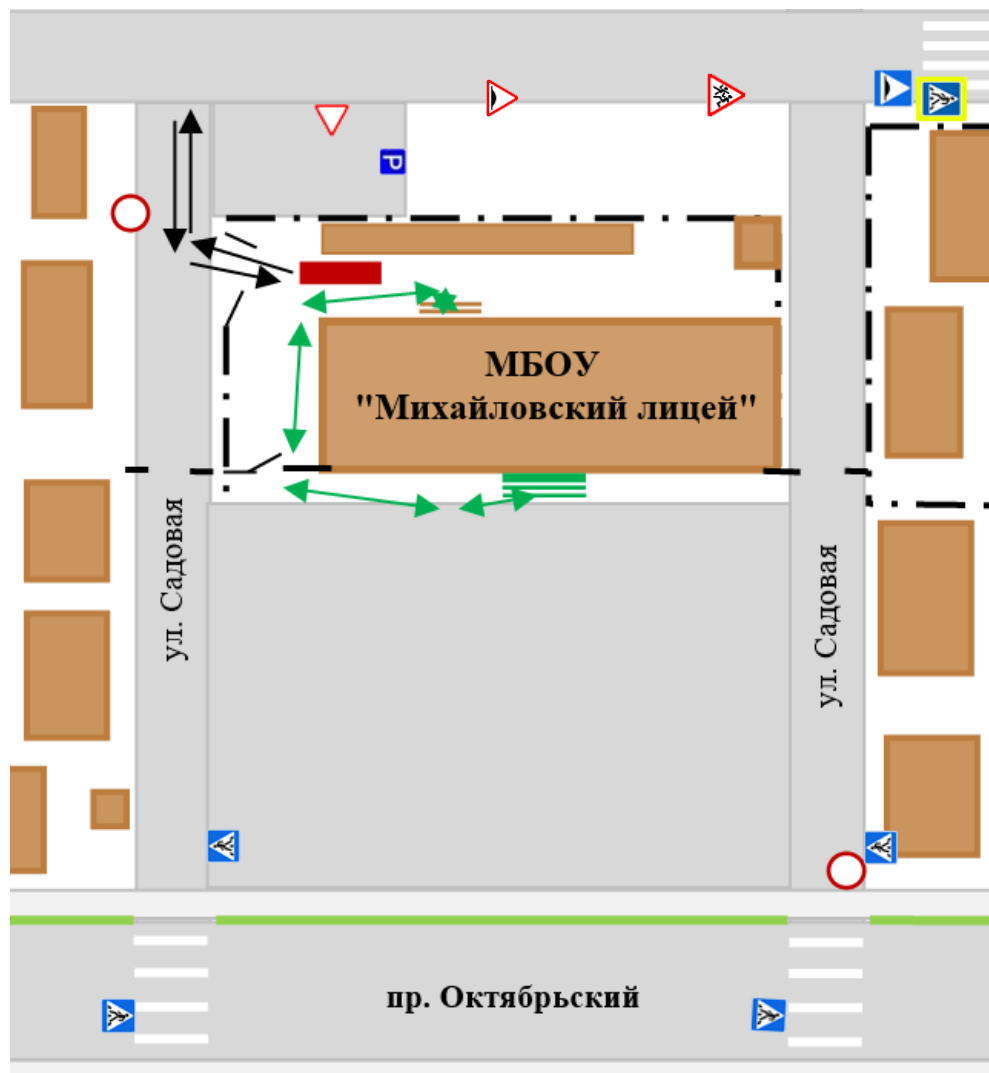 P
МБОУ
"Михайловский лицей"
ул. Садовая
ул. Садовая
пр. Октябрьский